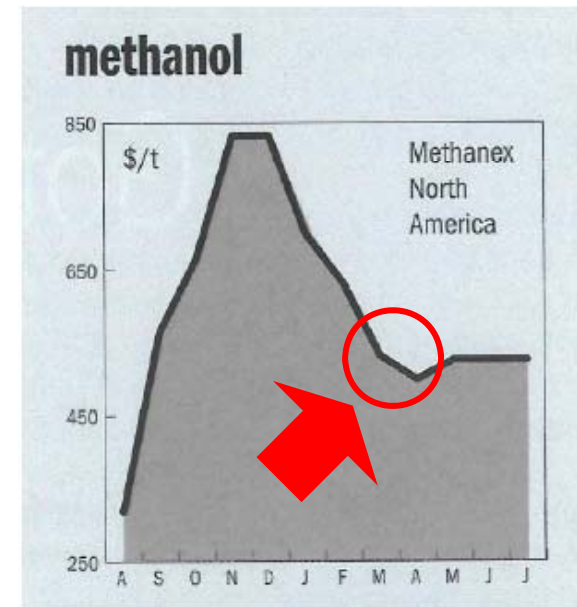 methanol
850
$/t
Methanex
North
America
650
450
250
A S O N D J F M A M J J